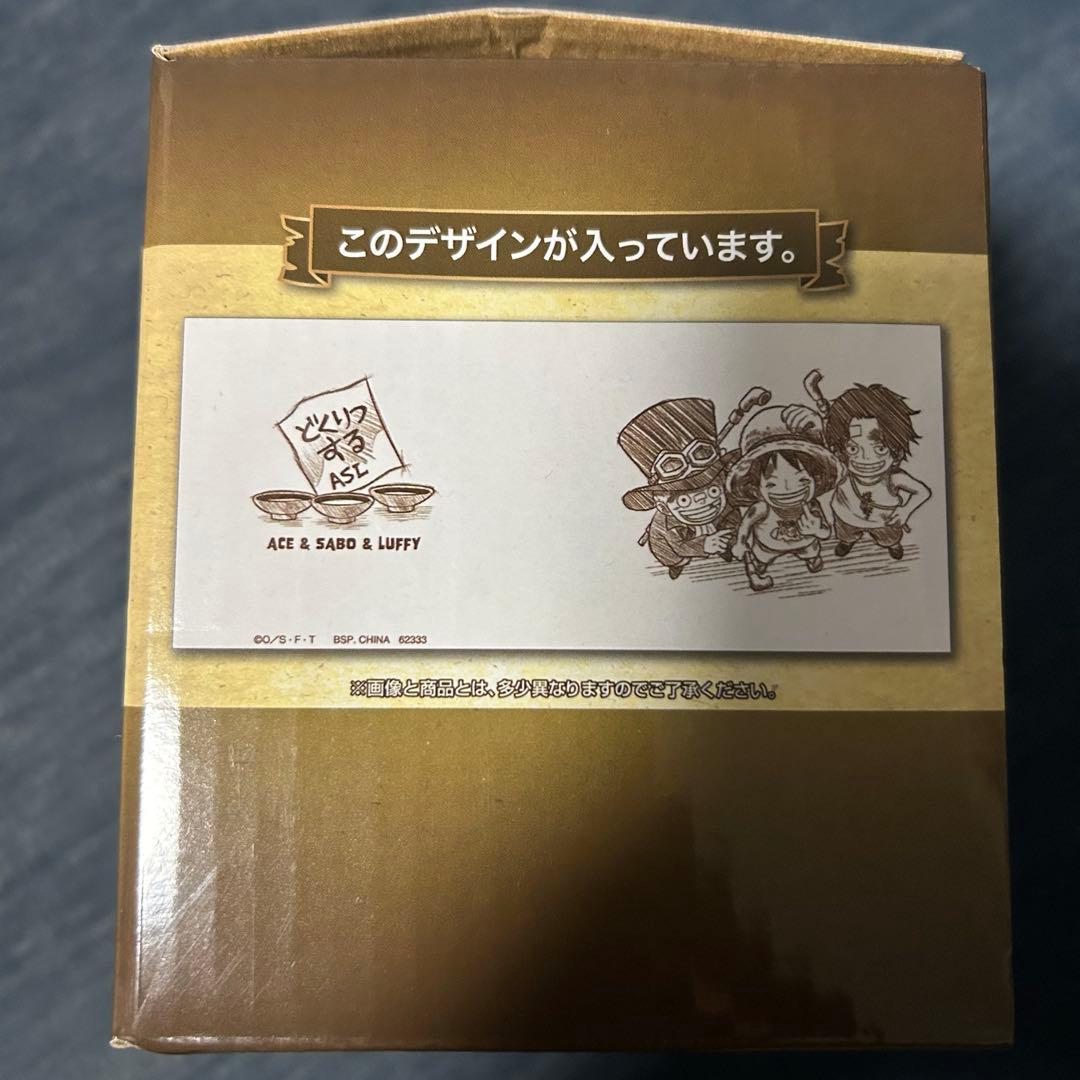 このデザインが入っています。
どくりつ
する
ASL
ACE & SABO & LUFFY
©O/S・F・T BSP, CHINA 62333
※画像と商品とは、多少異なりますのでご了承ください。